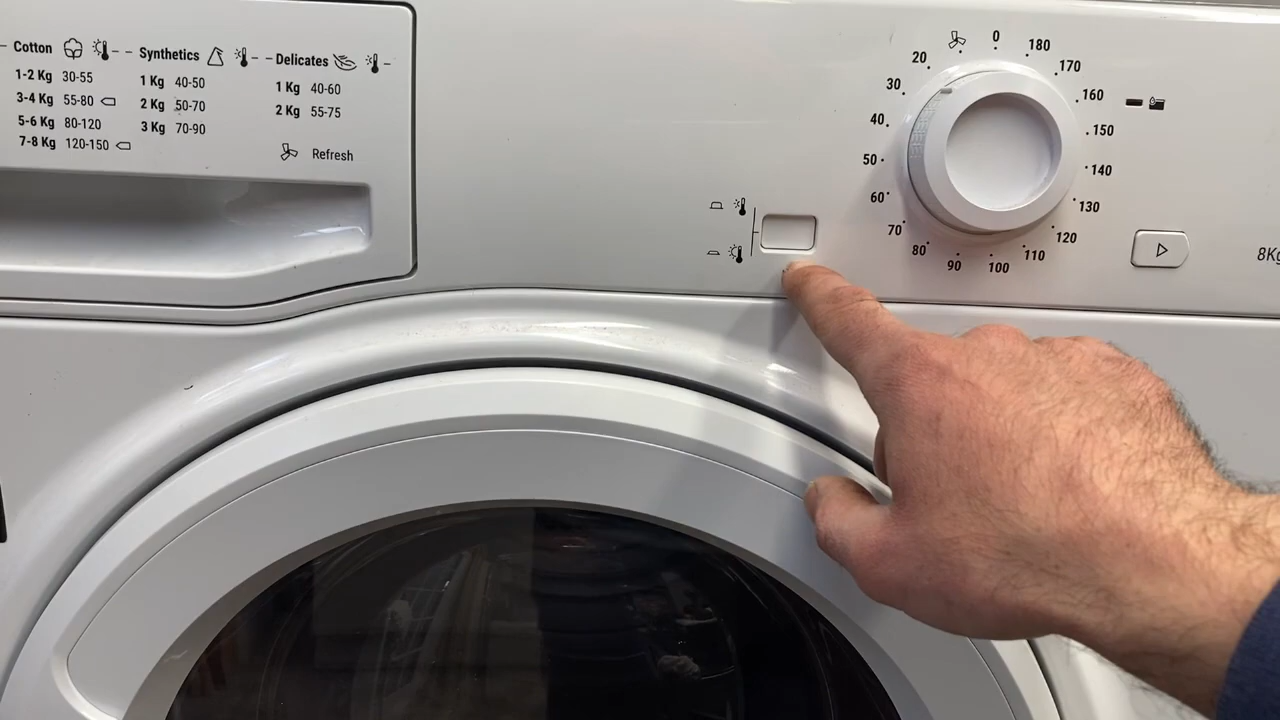 Cotton
1-2 Kg 30-55
3-4 Kg 55-80
5-6 Kg 80-120
7-8 Kg 120-150
Synthetics
1 Kg 40-50
2 Kg 50-70
3 Kg 70-90
Delicates
1 Kg 40-60
2 Kg 55-75
Refresh
0
180
170
160
150
140
130
120
110
100
90
80
70
60
50
40
30
20
8Kg